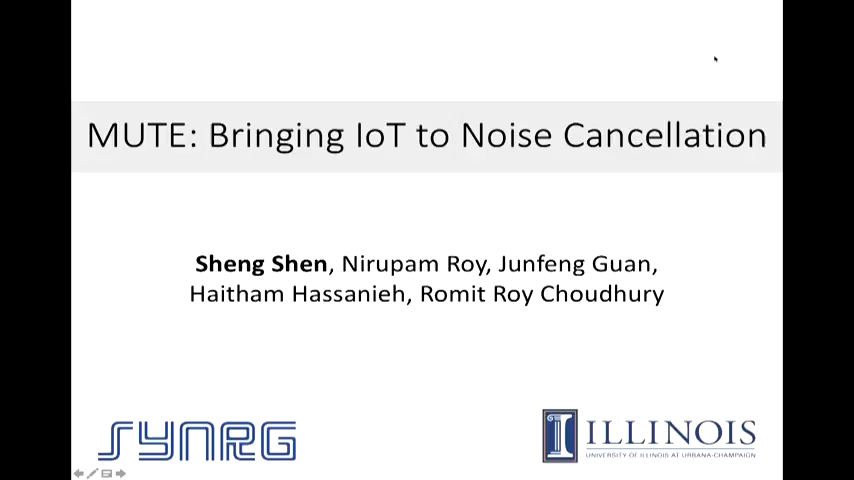 MUTE: Bringing IoT to Noise Cancellation
Sheng Shen, Nirupam Roy, Junfeng Guan,
Haitham Hassanieh, Romit Roy Choudhury
SYNRG
ILLINOIS
UNIVERSITY OF ILLINOIS AT URBANA-CHAMPAIGN